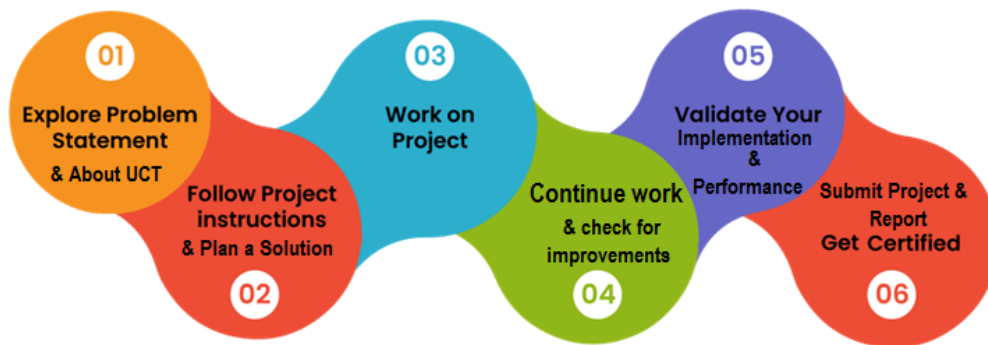 01
Explore Problem
Statement
& About UCT
Follow Project
instructions
& Plan a Solution
02
03
Work on
Project
Continue work
& check for
improvements
04
05
Validate Your
Implementation
&
Performance
Submit Project &
Report
Get Certified
06